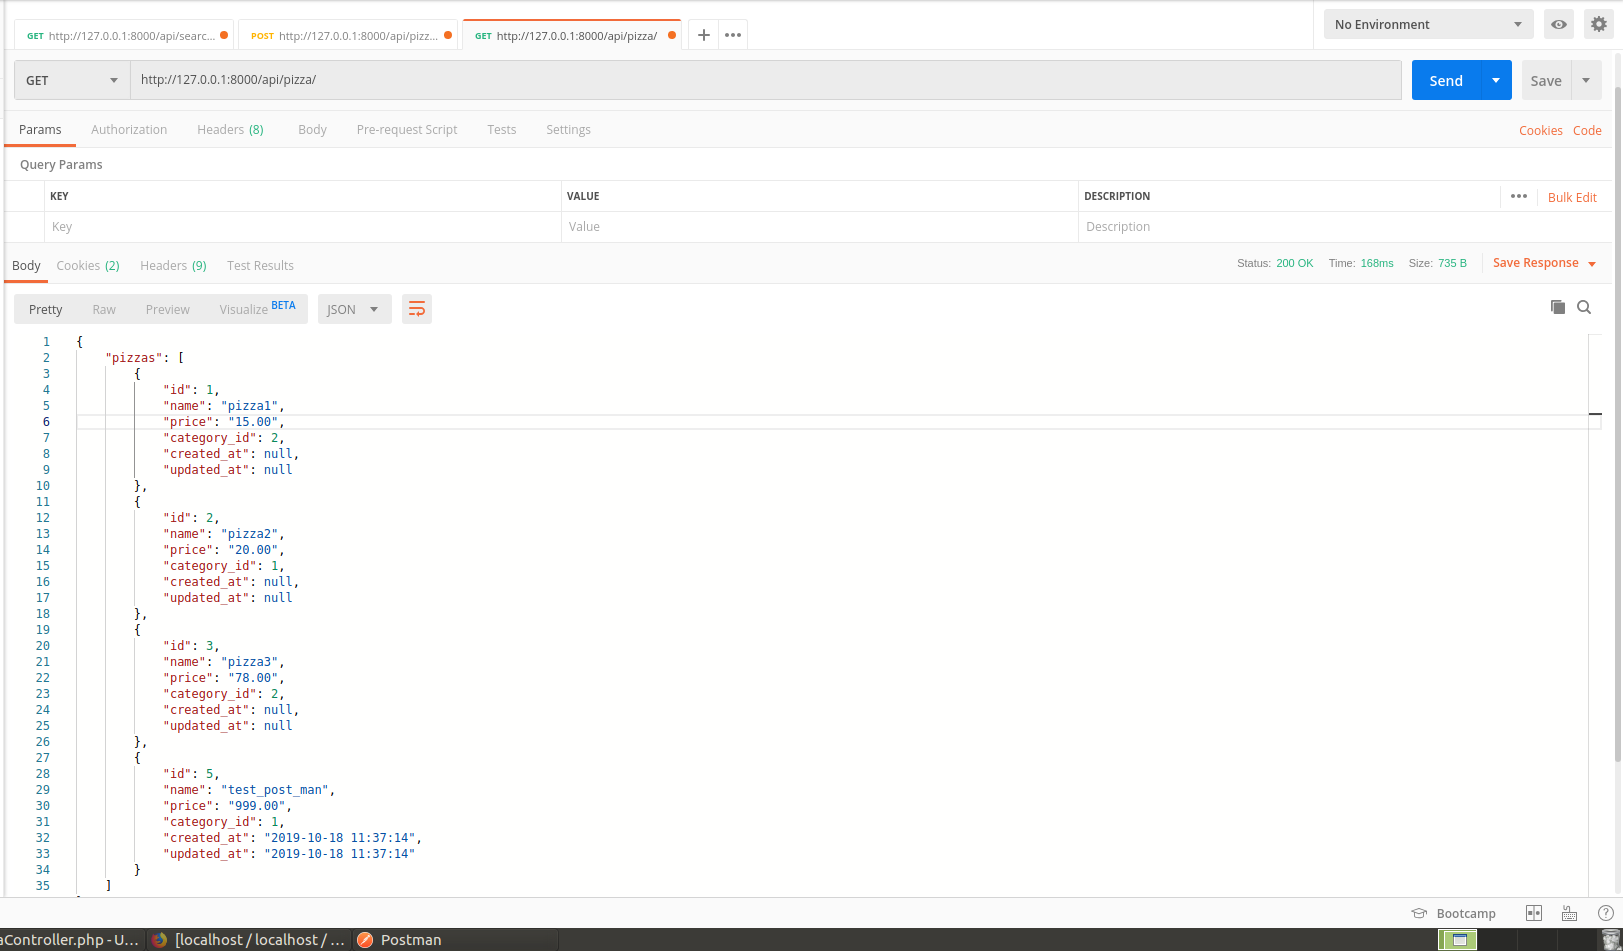 GET http://127.0.0.1:8000/api/searc... POST http://127.0.0.1:8000/api/pizz... GET http://127.0.0.1:8000/api/pizza/ + ••• No Environment
GET http://127.0.0.1:8000/api/pizza/ Send Save
Params Authorization Headers (8) Body Pre-request Script Tests Settings Cookies Code
Query Params
KEY VALUE DESCRIPTION ••• Bulk Edit
Key Value Description
Body Cookies (2) Headers (9) Test Results Status: 200 OK Time: 168ms Size: 735 B Save Response
Pretty Raw Preview Visualize BETA JSON
1 {
2 "pizzas": [
3 {
4 "id": 1,
5 "name": "pizza1",
6 "price": "15.00",
7 "category_id": 2,
8 "created_at": null,
9 "updated_at": null
10 },
11 {
12 "id": 2,
13 "name": "pizza2",
14 "price": "20.00",
15 "category_id": 1,
16 "created_at": null,
17 "updated_at": null
18 },
19 {
20 "id": 3,
21 "name": "pizza3",
22 "price": "78.00",
23 "category_id": 2,
24 "created_at": null,
25 "updated_at": null
26 },
27 {
28 "id": 5,
29 "name": "test_post_man",
30 "price": "999.00",
31 "category_id": 1,
32 "created_at": "2019-10-18 11:37:14",
33 "updated_at": "2019-10-18 11:37:14"
34 }
35 ]
Bootcamp ?
aController.php - U... [localhost / localhost / ... Postman